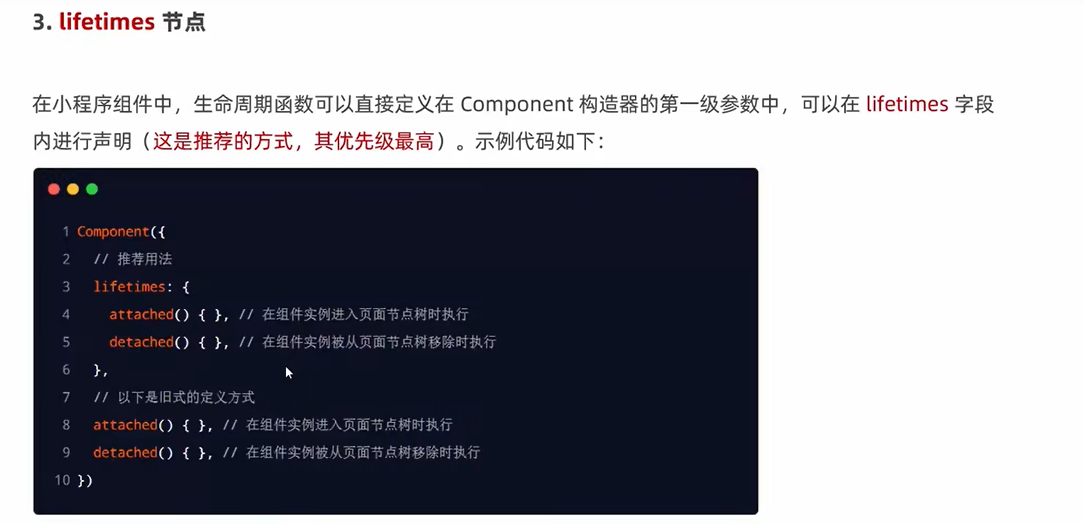 3. lifetimes 节点
在小程序组件中，生命周期函数可以直接定义在 Component 构造器的第一级参数中，可以在 lifetimes 字段
内进行声明（这是推荐的方式，其优先级最高）。示例代码如下：
1 Component({
2 // 推荐用法
3 lifetimes: {
4 attached() { }, // 在组件实例进入页面节点树时执行
5 detached() { }, // 在组件实例被从页面节点树移除时执行
6 },
7 // 以下是旧式的定义方式
8 attached() { }, // 在组件实例进入页面节点树时执行
9 detached() { }, // 在组件实例被从页面节点树移除时执行
10 })